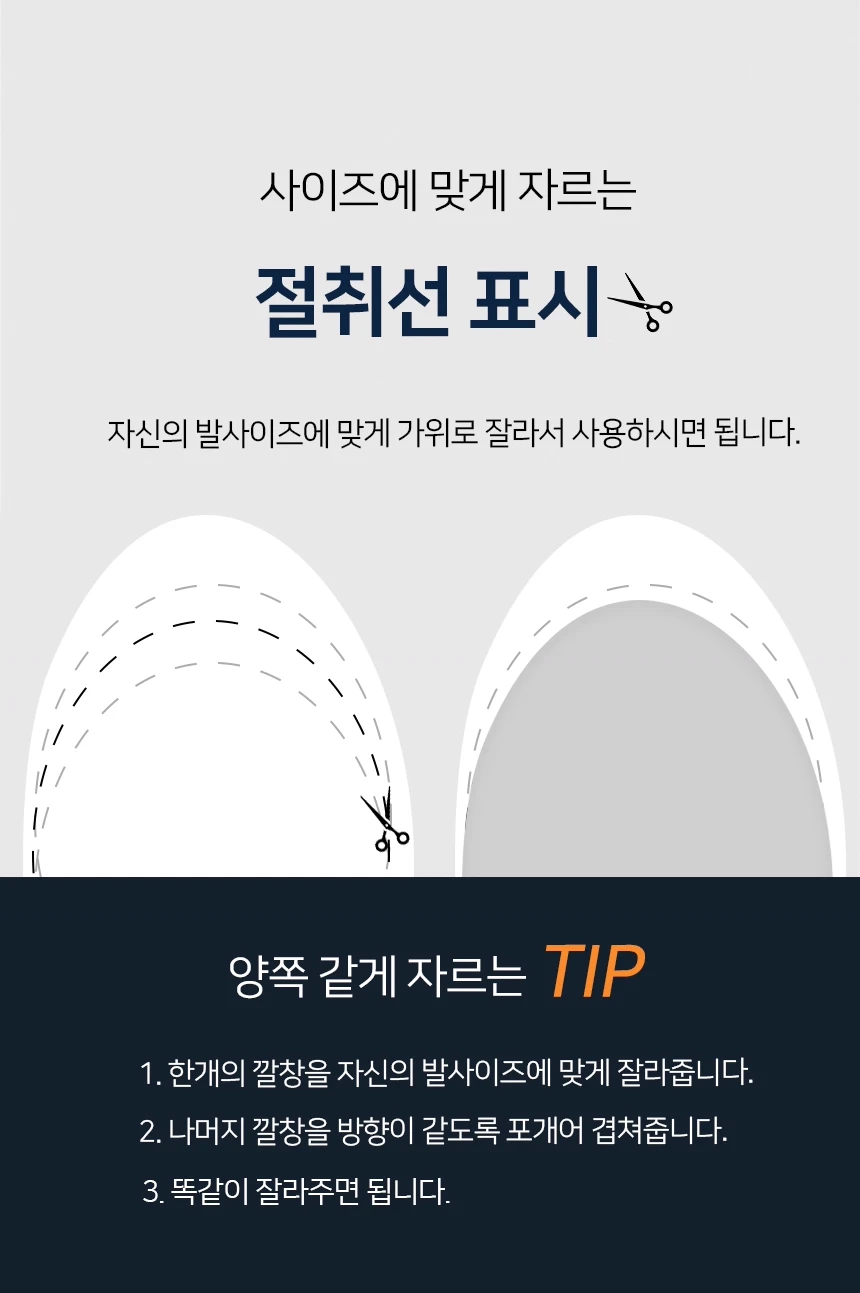 사이즈에 맞게 자르는
절취선 표시
자신의 발사이즈에 맞게 가위로 잘라서 사용하시면 됩니다.
양쪽 같게 자르는 TIP
1. 한개의 깔창을 자신의 발사이즈에 맞게 잘라줍니다.
2. 나머지 깔창을 방향이 같도록 포개어 겹쳐줍니다.
3. 똑같이 잘라주면 됩니다.